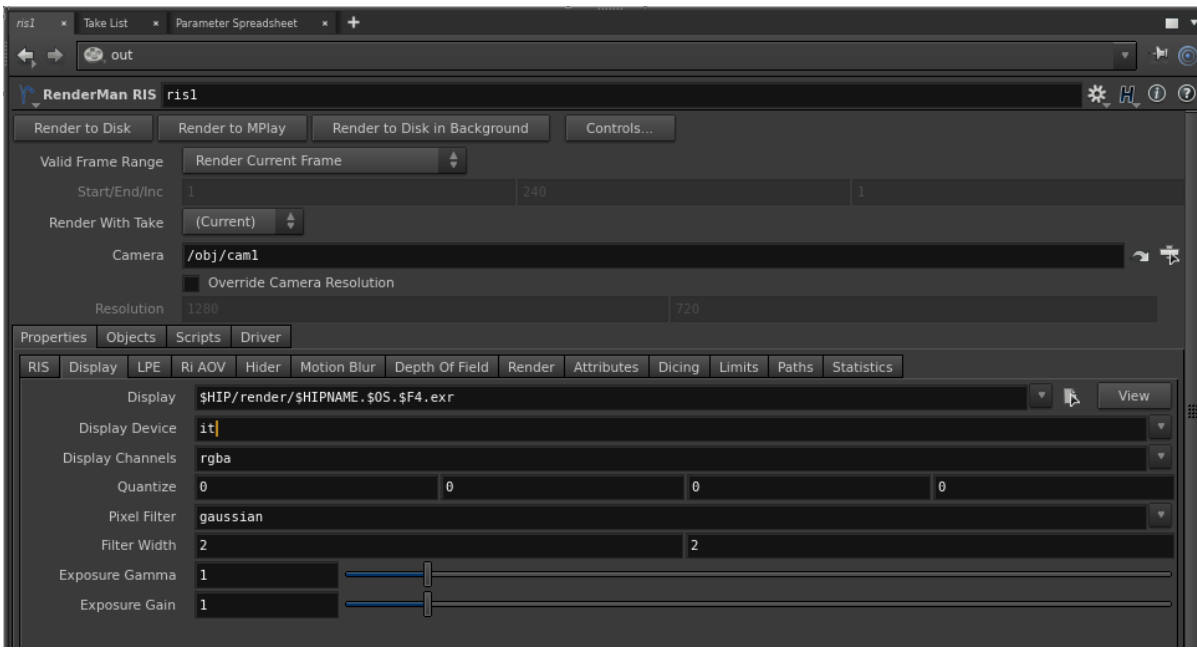 ris1 × Take List × Parameter Spreadsheet × +
out
RenderMan RIS ris1
Render to Disk Render to MPlay Render to Disk in Background Controls...
Valid Frame Range Render Current Frame
Start/End/Inc 1 240 1
Render With Take (Current)
Camera /obj/cam1
Override Camera Resolution
Resolution 1280 720
Properties Objects Scripts Driver
RIS Display LPE Ri AOV Hider Motion Blur Depth Of Field Render Attributes Dicing Limits Paths Statistics
Display $HIP/render/$HIPNAME.$OS.$F4.exr View
Display Device it
Display Channels rgba
Quantize 0 0 0 0
Pixel Filter gaussian
Filter Width 2 2
Exposure Gamma 1
Exposure Gain 1